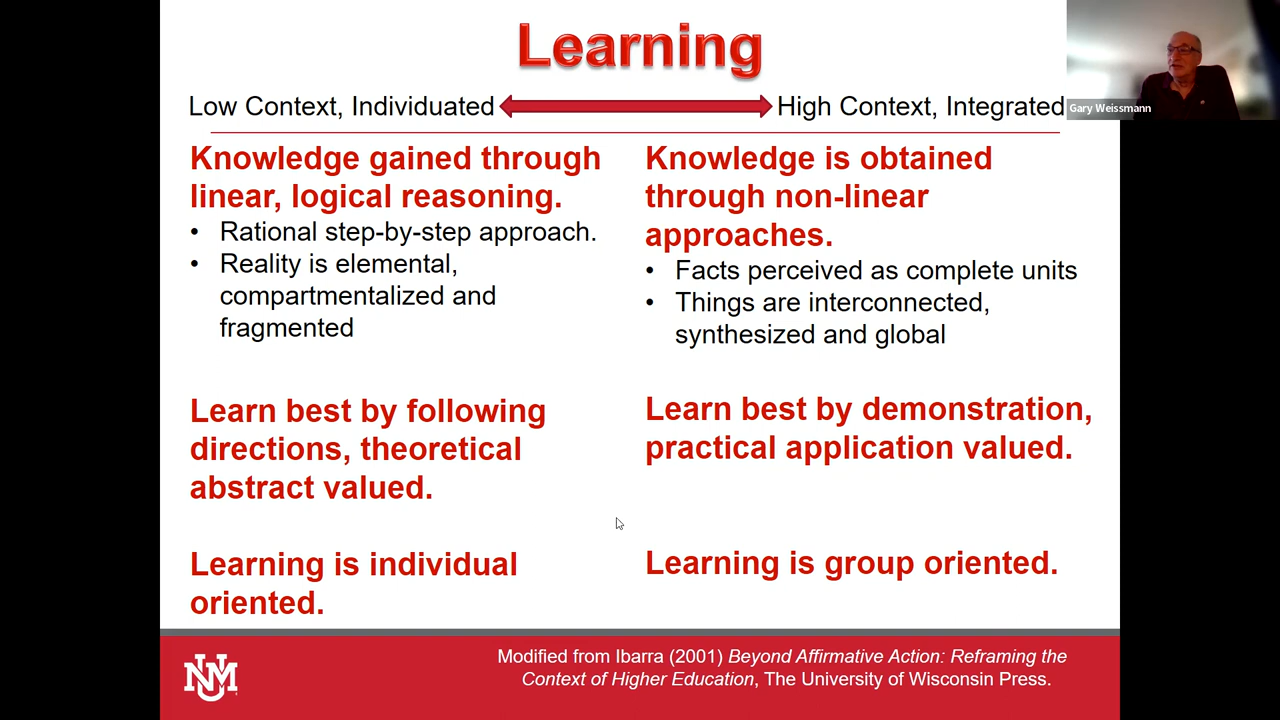 Learning
Low Context, Individuated
High Context, Integrated
Gary Weissmann
Knowledge gained through
linear, logical reasoning.
• Rational step-by-step approach.
• Reality is elemental,
compartmentalized and
fragmented
Learn best by following
directions, theoretical
abstract valued.
Learning is individual
oriented.
Knowledge is obtained
through non-linear
approaches.
• Facts perceived as complete units
• Things are interconnected,
synthesized and global
Learn best by demonstration,
practical application valued.
Learning is group oriented.
UNM
Modified from Ibarra (2001) Beyond Affirmative Action: Reframing the
Context of Higher Education, The University of Wisconsin Press.